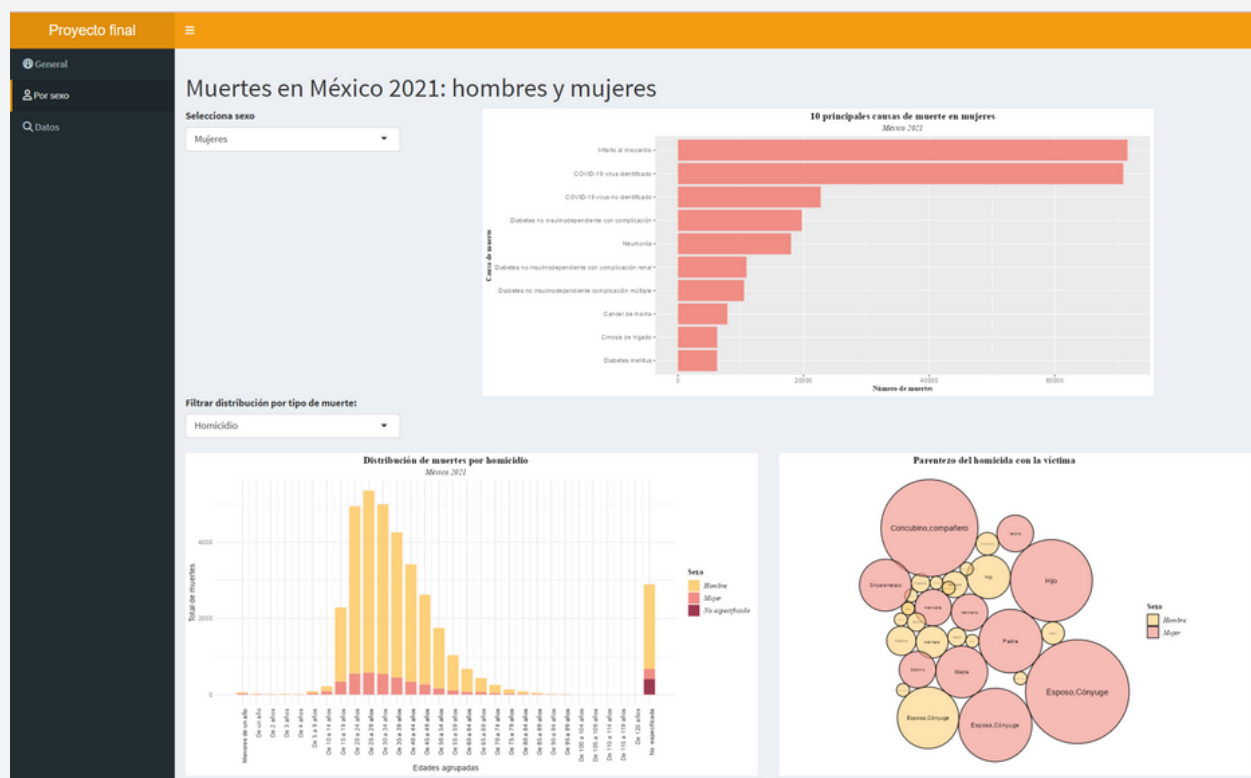 Proyecto final
General
Por sexo
Datos
Muertes en México 2021: hombres y mujeres
Selecciona sexo
Mujeres
10 principales causas de muerte en mujeres
México 2021
Causa de muerte
Infarto al miocardio
COVID-19 virus identificado
COVID-19 virus no identificado
Diabetes no insulinodependiente con complicación
Neumonía
Diabetes no insulinodependiente con complicación renal
Diabetes no insulinodependiente complicación múltiple
Cancer de mama
Cirrosis de hígado
Diabetes mellitus
0 20000 40000 60000
Número de muertes
Filtrar distribución por tipo de muerte:
Homicidio
Distribución de muertes por homicidio
México 2021
Total de muertes
4000
2000
0
Menores de un año
De un año
De 2 años
De 3 años
De 4 años
De 5 a 9 años
De 10 a 14 años
De 15 a 19 años
De 20 a 24 años
De 25 a 29 años
De 30 a 34 años
De 35 a 39 años
De 40 a 44 años
De 45 a 49 años
De 50 a 54 años
De 55 a 59 años
De 60 a 64 años
De 65 a 69 años
De 70 a 74 años
De 75 a 79 años
De 80 a 84 años
De 85 a 89 años
De 90 a 94 años
De 95 a 99 años
De 100 a 104 años
De 105 a 109 años
De 110 a 114 años
De 115 a 119 años
De 120 años
No especificada
Edades agrupadas
Sexo
Hombre
Mujer
No especificado
Parentezo del homicida con la víctima
Concubino,compañero
Hijo
Hijo
Hermano
Padre
Madre
Esposo,Cónyuge
Esposa,Cónyuge
Esposa,Cónyuge
Sexo
Hombre
Mujer